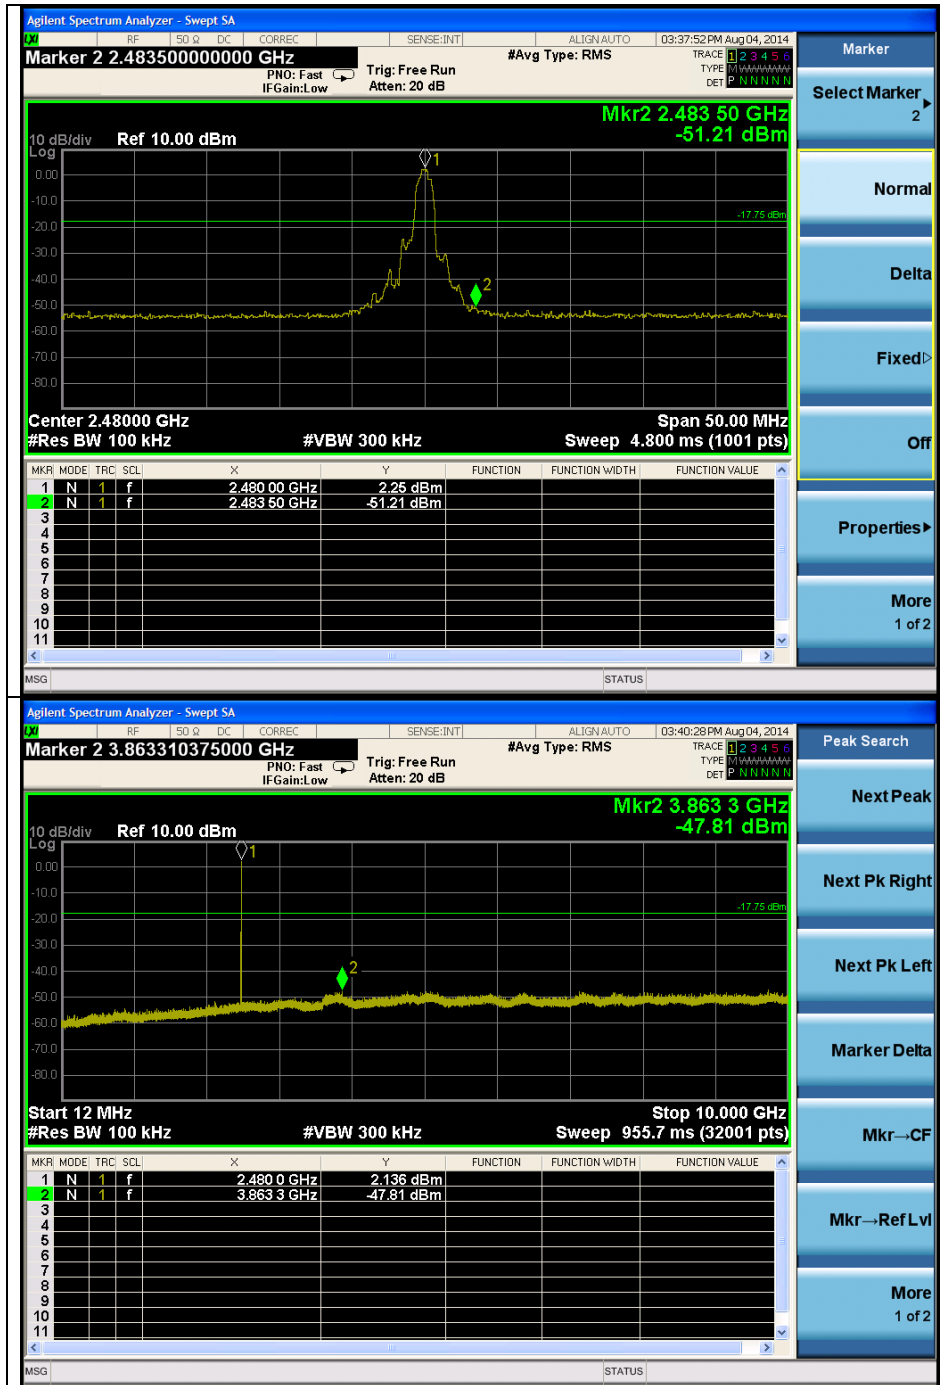 Agilent Spectrum Analyzer - Swept SA
LXI RF 50 Ω DC CORREC SENSE:INT ALIGN AUTO 03:37:52 PM Aug 04, 2014
Marker 2 2.483500000000 GHz
PNO: Fast
IFGain:Low
Trig: Free Run
Atten: 20 dB
#Avg Type: RMS
TRACE 1 2 3 4 5 6
TYPE M WWWWW
DET P N N N N N
Mkr2 2.483 50 GHz
-51.21 dBm
10 dB/div Ref 10.00 dBm
Log
0.00
-10.0
-20.0
-30.0
-40.0
-50.0
-60.0
-70.0
-80.0
1
-17.75 dBm
2
Center 2.48000 GHz Span 50.00 MHz
#Res BW 100 kHz #VBW 300 kHz Sweep 4.800 ms (1001 pts)
MKR MODE TRC SCL X Y FUNCTION FUNCTION WIDTH FUNCTION VALUE
1 N 1 f 2.480 00 GHz 2.25 dBm
2 N 1 f 2.483 50 GHz -51.21 dBm
3
4
5
6
7
8
9
10
11
MSG STATUS
Marker
Select Marker
2
Normal
Delta
Fixed
Off
Properties
More
1 of 2
Agilent Spectrum Analyzer - Swept SA
LXI RF 50 Ω DC CORREC SENSE:INT ALIGN AUTO 03:40:28 PM Aug 04, 2014
Marker 2 3.863310375000 GHz
PNO: Fast
IFGain:Low
Trig: Free Run
Atten: 20 dB
#Avg Type: RMS
TRACE 1 2 3 4 5 6
TYPE M WWWWW
DET P N N N N N
Mkr2 3.863 3 GHz
-47.81 dBm
10 dB/div Ref 10.00 dBm
Log
0.00
-10.0
-20.0
-30.0
-40.0
-50.0
-60.0
-70.0
-80.0
1
-17.75 dBm
2
Start 12 MHz Stop 10.000 GHz
#Res BW 100 kHz #VBW 300 kHz Sweep 955.7 ms (32001 pts)
MKR MODE TRC SCL X Y FUNCTION FUNCTION WIDTH FUNCTION VALUE
1 N 1 f 2.480 0 GHz 2.136 dBm
2 N 1 f 3.863 3 GHz -47.81 dBm
3
4
5
6
7
8
9
10
11
MSG STATUS
Peak Search
Next Peak
Next Pk Right
Next Pk Left
Marker Delta
Mkr→CF
Mkr→Ref Lvl
More
1 of 2